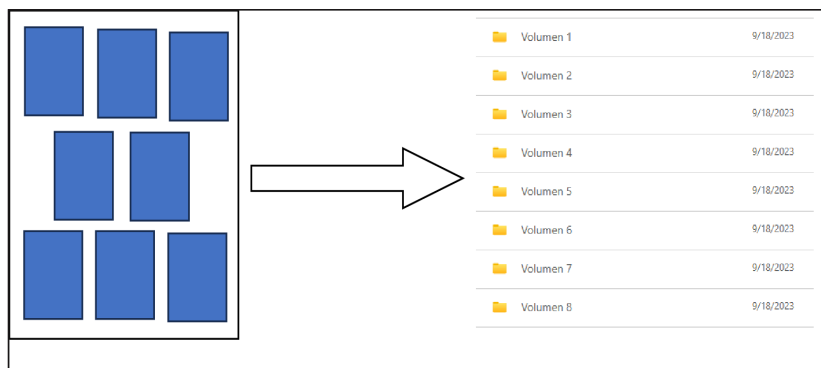 Volumen 1 9/18/2023
Volumen 2 9/18/2023
Volumen 3 9/18/2023
Volumen 4 9/18/2023
Volumen 5 9/18/2023
Volumen 6 9/18/2023
Volumen 7 9/18/2023
Volumen 8 9/18/2023